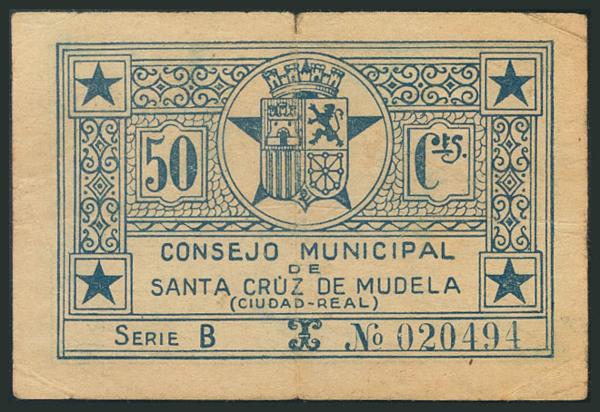 50 Cts.
CONSEJO MUNICIPAL
DE
SANTA CRÚZ DE MUDELA
(CIUDAD-REAL)
SERIE B Nº 020494